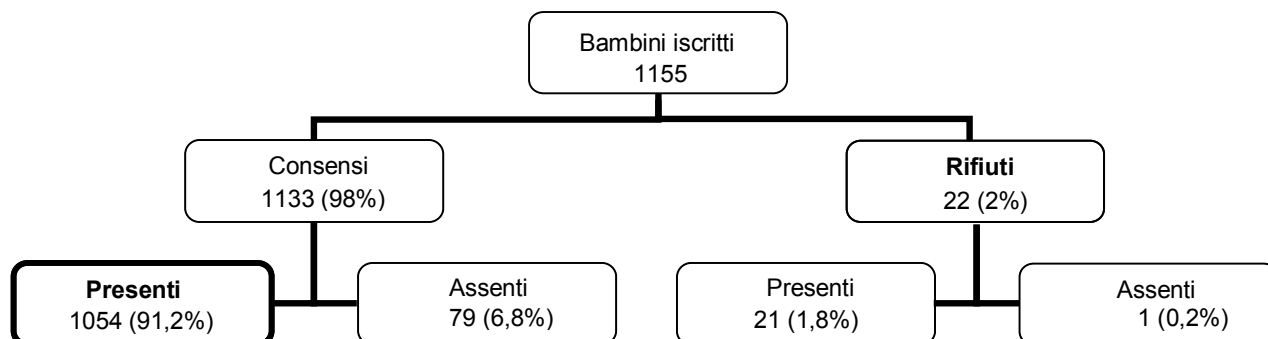 Bambini iscritti
1155
Consensi
1133 (98%)
Rifiuti
22 (2%)
Presenti
1054 (91,2%)
Assenti
79 (6,8%)
Presenti
21 (1,8%)
Assenti
1 (0,2%)